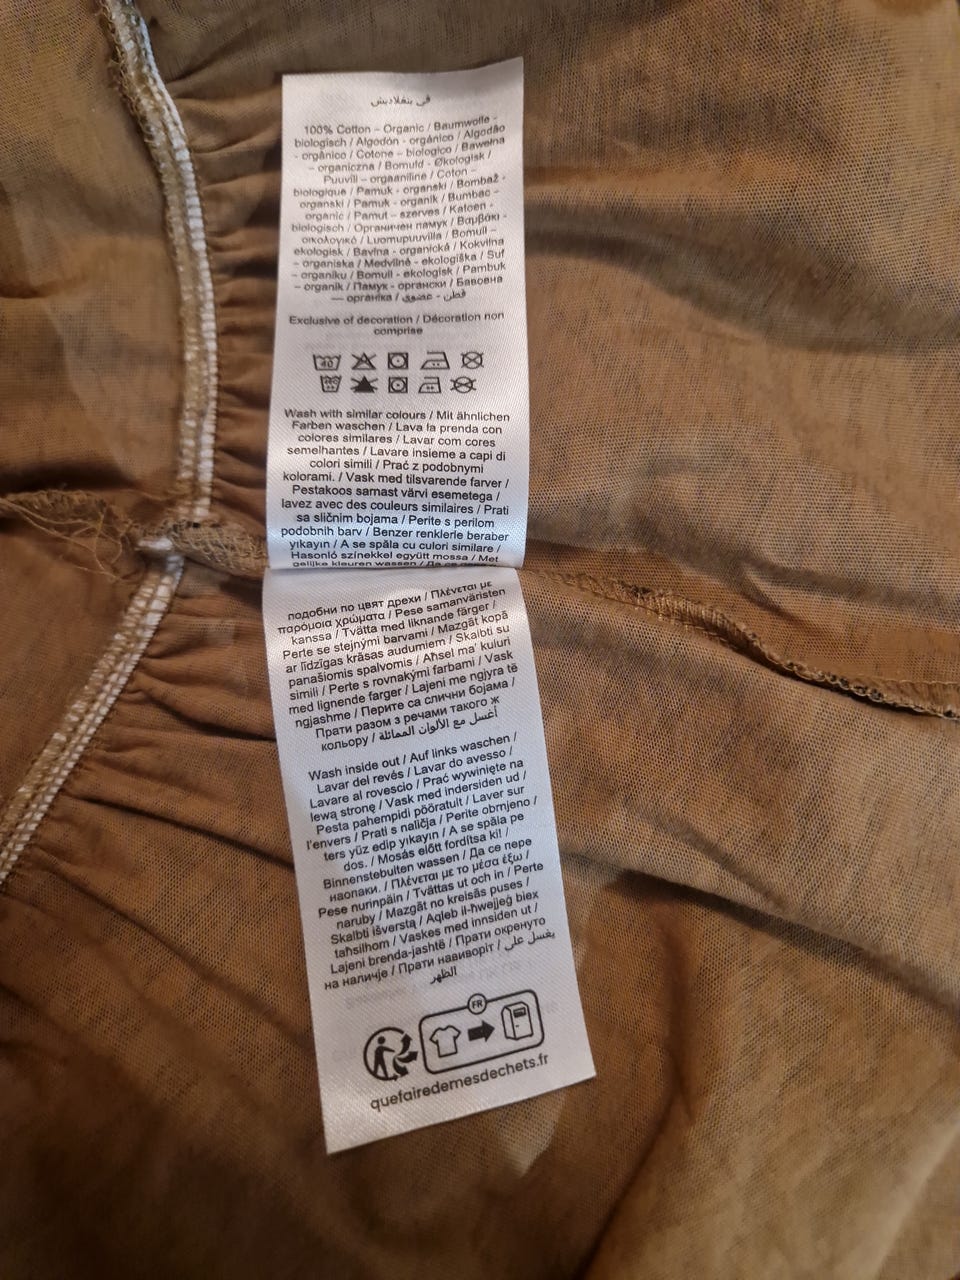 في بنغلاديش
100% Cotton – Organic / Baumwolle -
biologisch / Algodón - orgánico / Algodão
- orgânico / Cotone – biologico / Bawełna
– organiczna / Bomuld - Økologisk /
Puuvill – orgaaniline / Coton –
biologique / Pamuk - organski / Bombaž -
organski / Pamuk - organik / Bumbac –
organic / Pamut – szerves / Katoen -
biologisch / Органичен памук / Βαμβάκι -
οικολογικό / Luomupuuvilla / Bomull –
ekologisk / Bavlna - organická / Kokvilna
– organiska / Medvilnė - ekologiška / Suf
– organiku / Bomull - økologisk / Pambuk
– organik / Памук - органски / Бавовна
— органіка / قطن - عضوي
Exclusive of decoration / Décoration non
comprise
40
Wash with similar colours / Mit ähnlichen
Farben waschen / Lava la prenda con
colores similares / Lavar com cores
semelhantes / Lavare insieme a capi di
colori simili / Prać z podobnymi
kolorami. / Vask med tilsvarende farver /
Pestakoos samast värvi esemetega /
lavez avec des couleurs similaires / Prati
sa sličnim bojama / Perite s perilom
podobnih barv / Benzer renklerle beraber
yıkayın / A se spăla cu culori similare /
Hasonló színekkel együtt mossa / Met
gelijke kleuren wassen / Да се пере с
подобни по цвят дрехи / Πλένεται με
παρόμοια χρώματα / Pese samanväristen
kanssa / Tvätta med liknande färger /
Perte se stejnými barvami / Mazgāt kopā
ar līdzīgas krāsas audumiem / Skalbti su
panašiomis spalvomis / Aħsel ma' kuluri
simili / Perte s rovnakými farbami / Vask
med lignende farger / Lajeni me ngjyra të
ngjashme / Перите са слични бојама /
Прати разом з речами такого ж
кольору / أغسل مع الألوان المماثلة
Wash inside out / Auf links waschen /
Lavar del revés / Lavar do avesso /
Lavare al rovescio / Prać wywinięte na
lewą stronę / Vask med indersiden ud /
Pesta pahempidi pööratult / Laver sur
l'envers / Prati s naličja / Perite obrnjeno /
ters yüz edip yıkayın / A se spăla pe
dos. / Mosás előtt fordítsa ki! /
Binnenstebuiten wassen / Да се пере
наопаки. / Πλένεται με το μέσα έξω /
Pese nurinpäin / Tvättas ut och in / Perte
naruby / Mazgāt no kreisās puses /
Skalbti išverstą / Aqleb il-ħwejjeġ biex
taħsilhom / Vaskes med innsiden ut /
Lajeni brenda-jashtë / Прати окренуто
на наличје / Прати навиворіт / يغسل على
الظهر
FR
quefairedemesdechets.fr